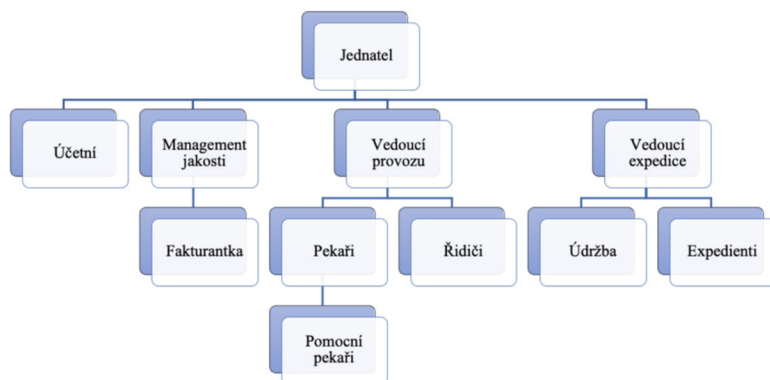 Jednatel
Účetní
Management
jakosti
Vedoucí
provozu
Vedoucí
expedice
Fakturantka
Pekaři
Řidiči
Údržba
Expedienti
Pomocní
pekaři